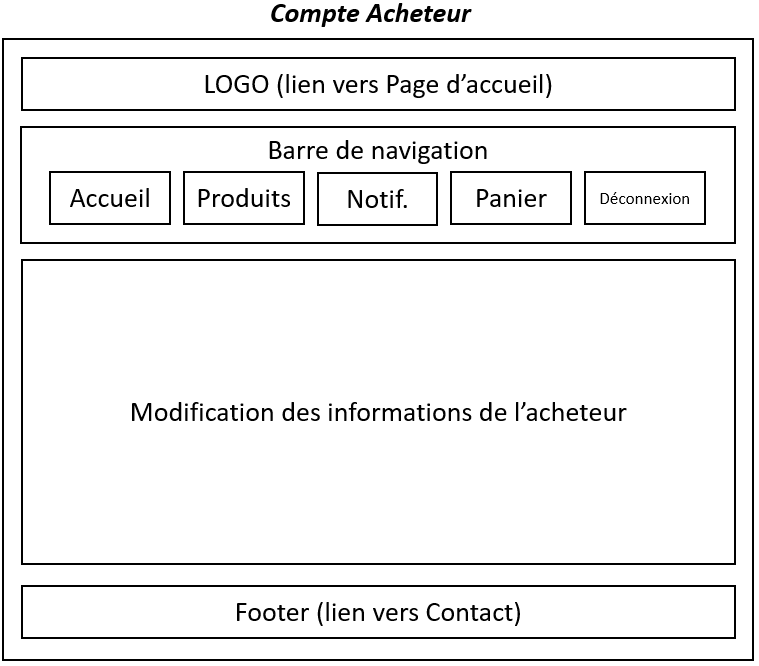 Compte Acheteur
LOGO (lien vers Page d’accueil)
Barre de navigation
Accueil Produits Notif. Panier Déconnexion
Modification des informations de l’acheteur
Footer (lien vers Contact)